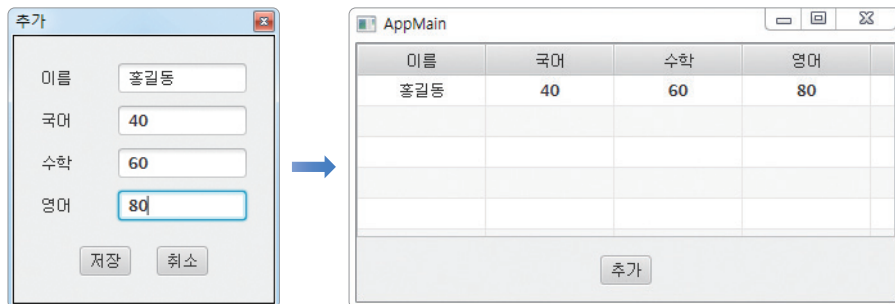 추가
이름 홍길동
국어 40
수학 60
영어 80
저장 취소
AppMain
이름 국어 수학 영어
홍길동 40 60 80
추가